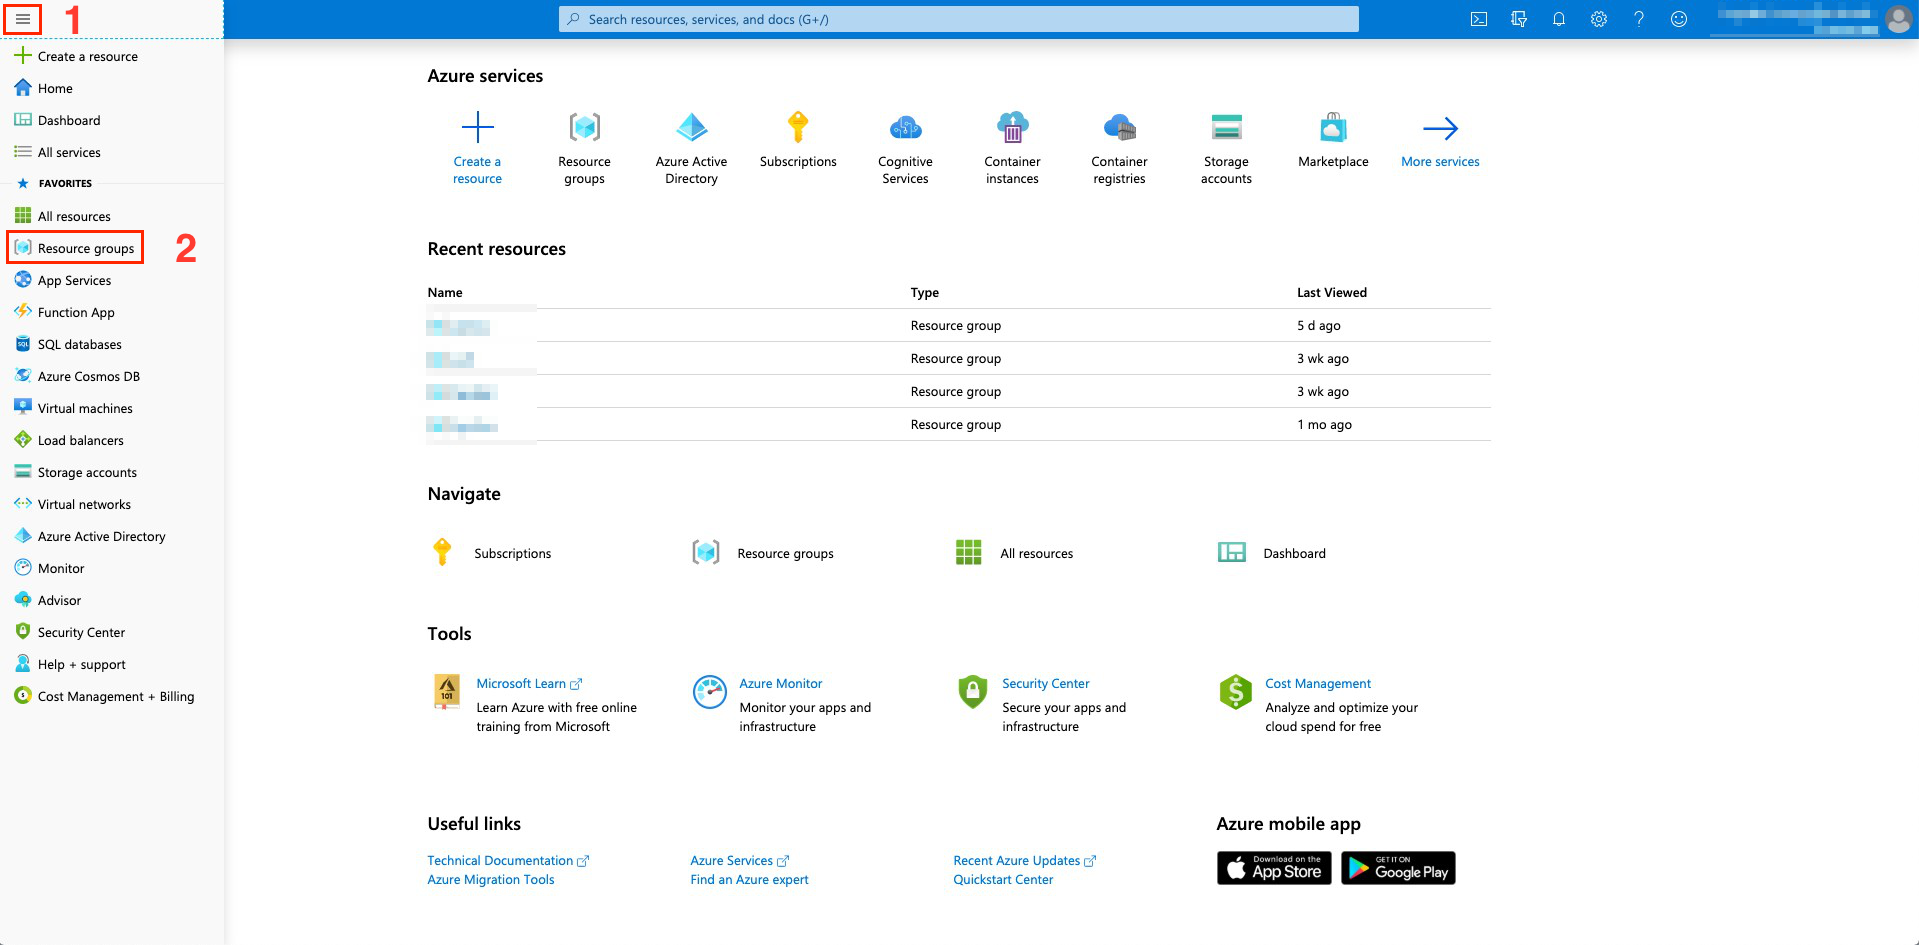 1
Search resources, services, and docs (G+/)
Create a resource
Home
Dashboard
All services
FAVORITES
All resources
Resource groups
2
App Services
Function App
SQL databases
Azure Cosmos DB
Virtual machines
Load balancers
Storage accounts
Virtual networks
Azure Active Directory
Monitor
Advisor
Security Center
Help + support
Cost Management + Billing
Azure services
Create a
resource
Resource
groups
Azure Active
Directory
Subscriptions
Cognitive
Services
Container
instances
Container
registries
Storage
accounts
Marketplace
More services
Recent resources
Name Type Last Viewed
Resource group 5 d ago
Resource group 3 wk ago
Resource group 3 wk ago
Resource group 1 mo ago
Navigate
Subscriptions
Resource groups
All resources
Dashboard
Tools
101
Microsoft Learn
Learn Azure with free online
training from Microsoft
Azure Monitor
Monitor your apps and
infrastructure
Security Center
Secure your apps and
infrastructure
Cost Management
Analyze and optimize your
cloud spend for free
Useful links
Technical Documentation
Azure Migration Tools
Azure Services
Find an Azure expert
Recent Azure Updates
Quickstart Center
Azure mobile app
Download on the
App Store
GET IT ON
Google Play